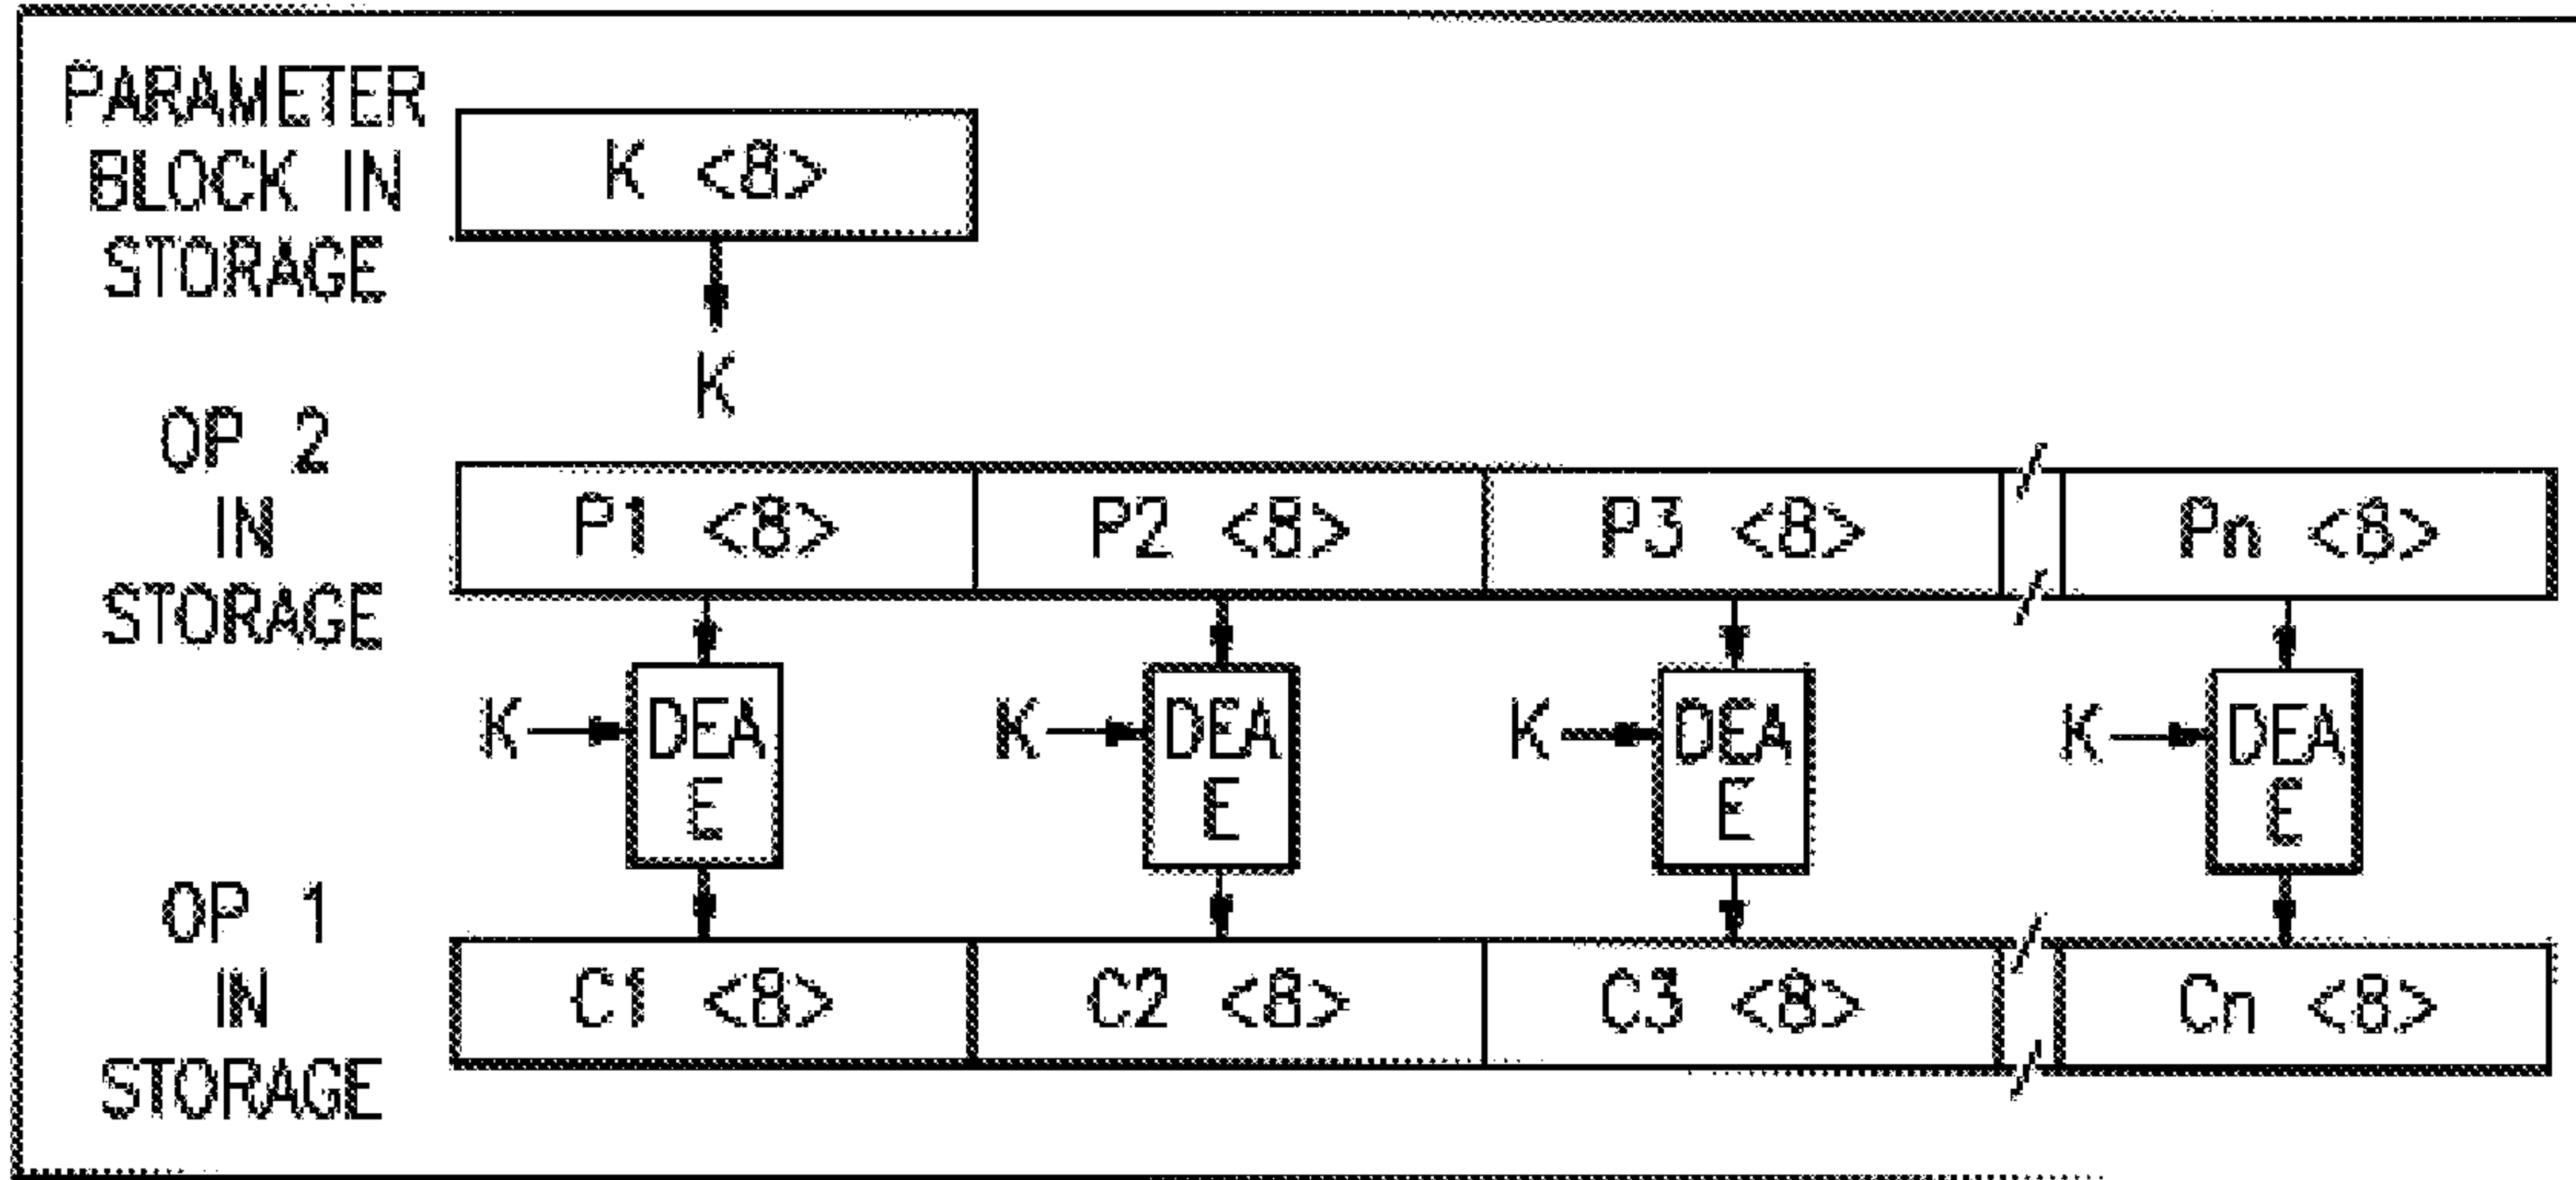 PARAMETER
BLOCK IN
STORAGE
K <8>
K
OP 2
IN
STORAGE
P1 <8> P2 <8> P3 <8> Pn <8>
K DEA K DEA K DEA K DEA
E E E E
OP 1
IN
STORAGE
C1 <8> C2 <8> C3 <8> Cn <8>